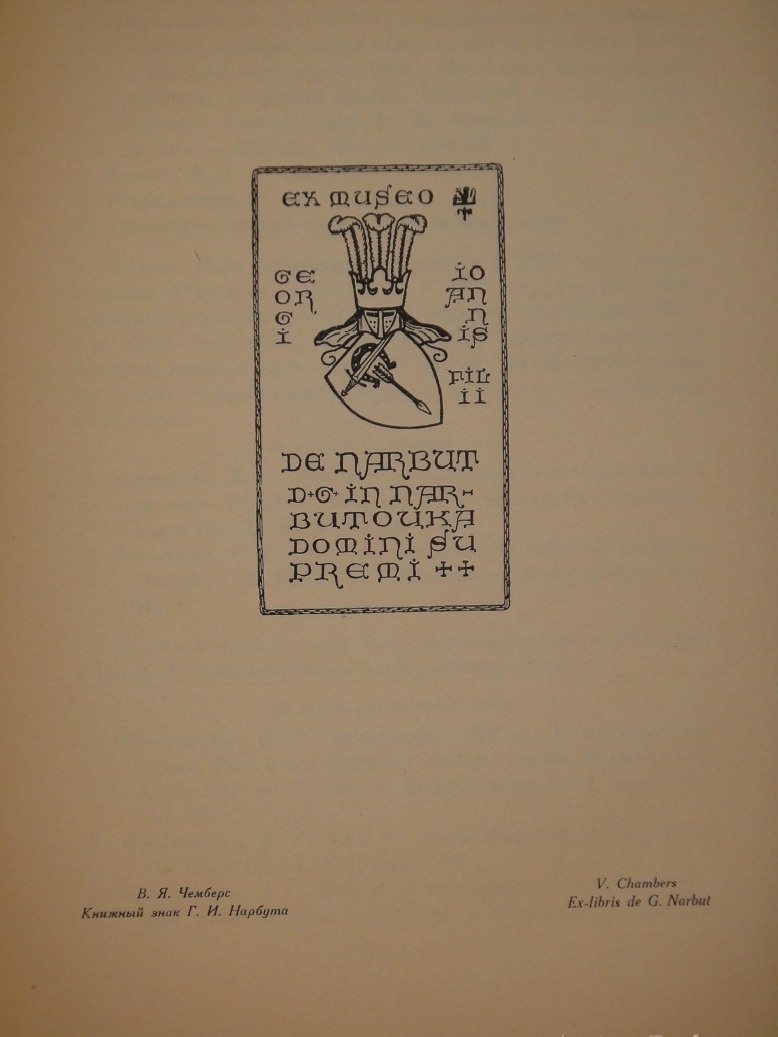 EX MUSEO
GE
OR
GI
I
IO
AN
N
IS
FIL
II
DE NARBUT
D·G· IN NAR-
BUTOUKA
DOMINI SU
PREMI ++
В. Я. Чемберс
Книжный знак Г. И. Нарбута
V. Chambers
Ex-libris de G. Narbut